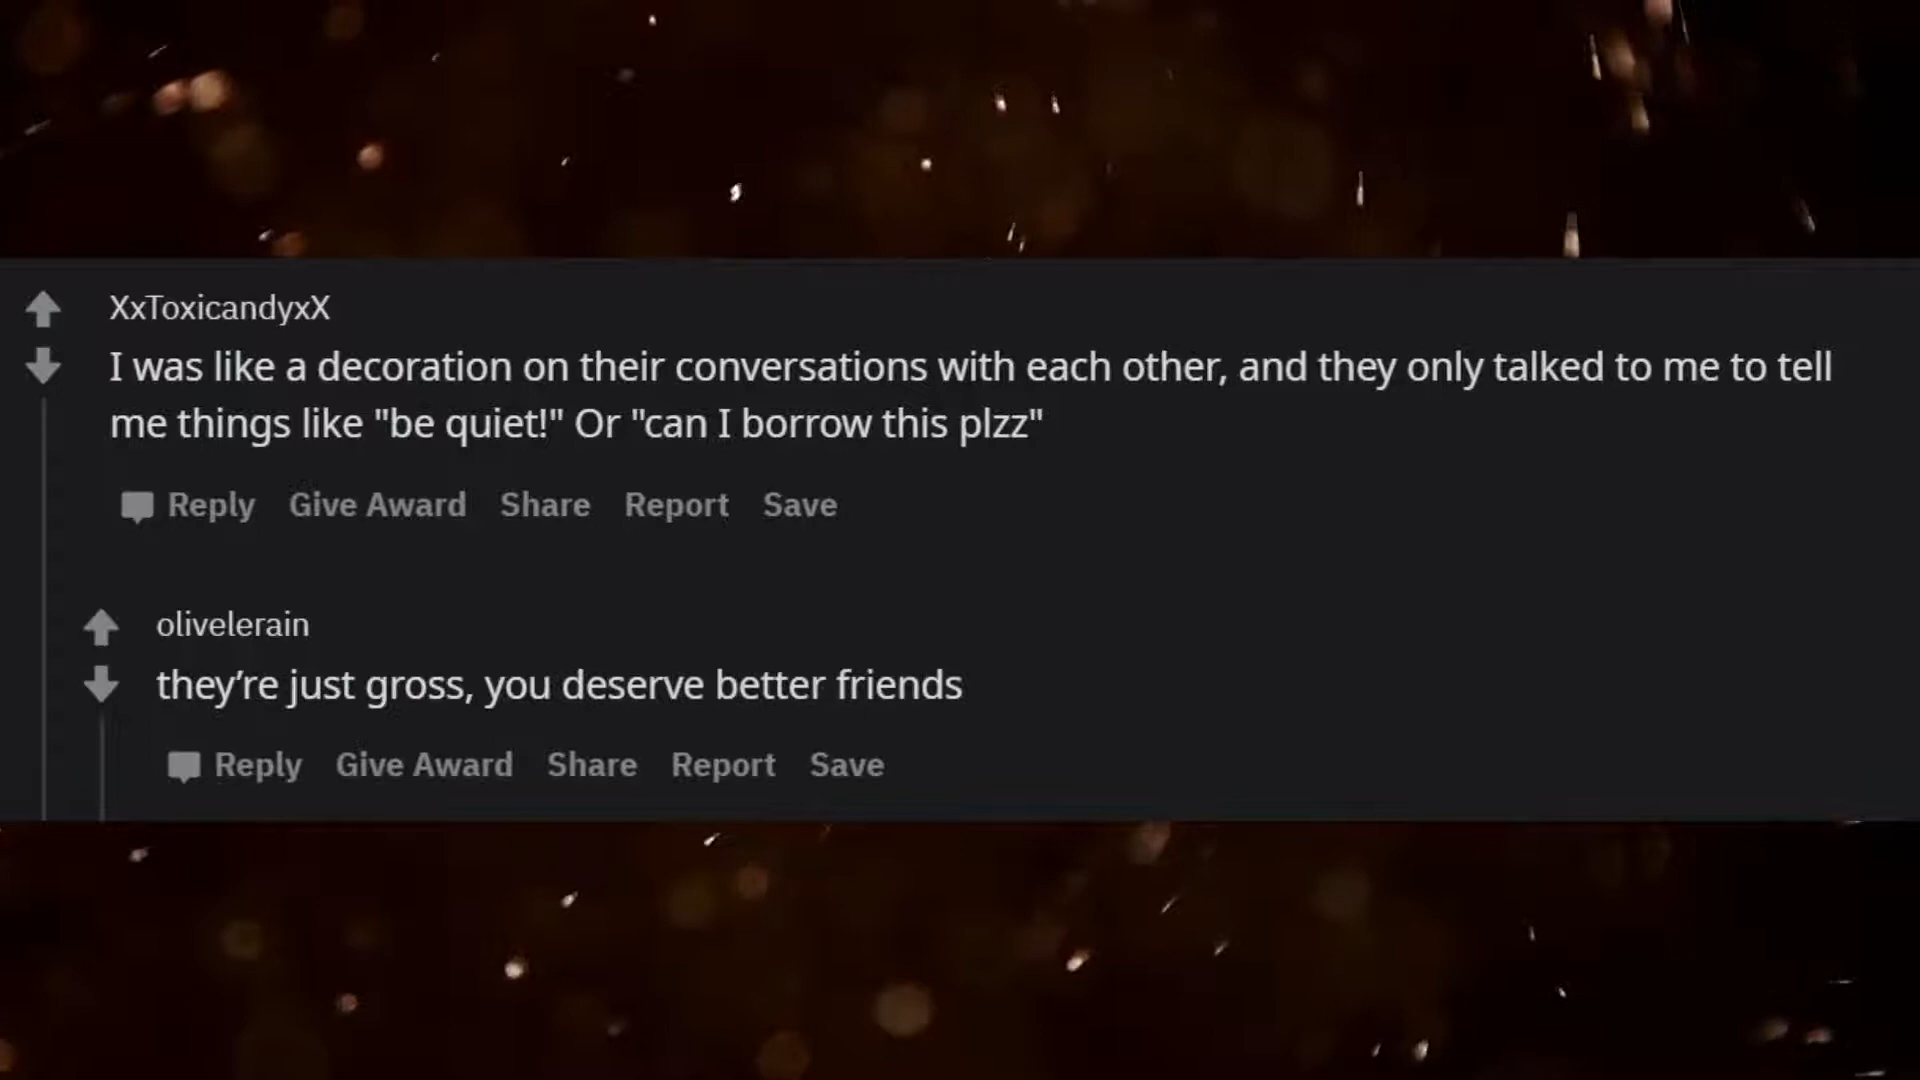 XxToxicandyxX
I was like a decoration on their conversations with each other, and they only talked to me to tell
me things like "be quiet!" Or "can I borrow this plzz"
Reply Give Award Share Report Save
olivelerain
they’re just gross, you deserve better friends
Reply Give Award Share Report Save